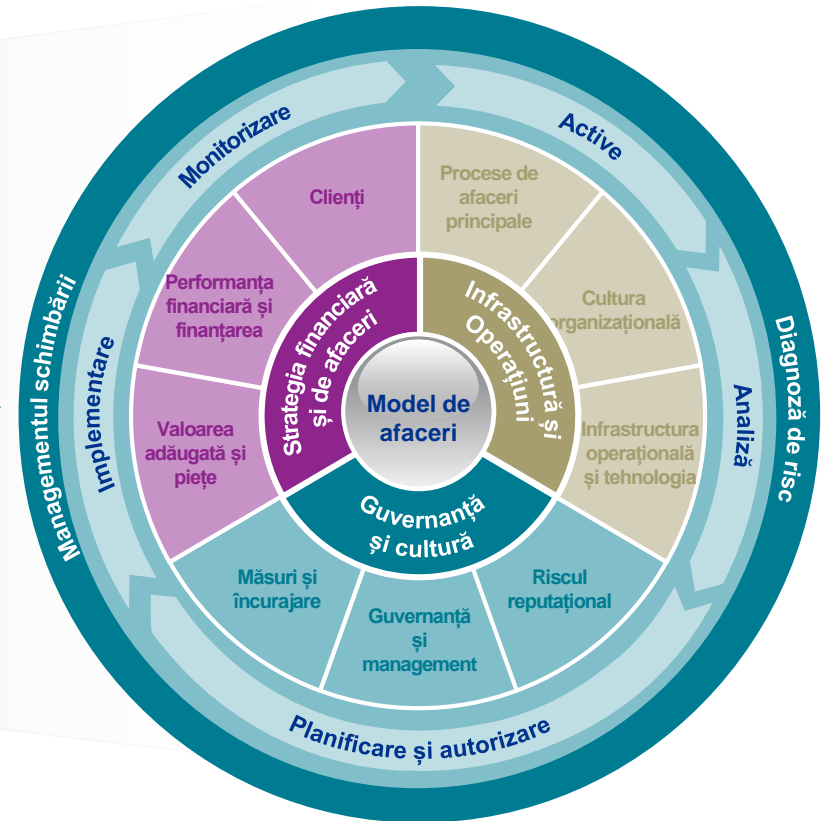 Monitorizare
Active
Clienți
Procese de
afaceri
principale
Performanța
financiară și
finanțarea
Strategia financiară
și de afaceri
Infrastructură și
Operațiuni
Cultura
organizațională
Managementul schimbării
Implementare
Valoarea
adăugată și
piețe
Model de
afaceri
Infrastructura
operațională
și tehnologia
Analiză
Diagnoză de risc
Guvernanță
și cultură
Măsuri și
încurajare
Guvernanță
și
management
Riscul
reputațional
Planificare și autorizare